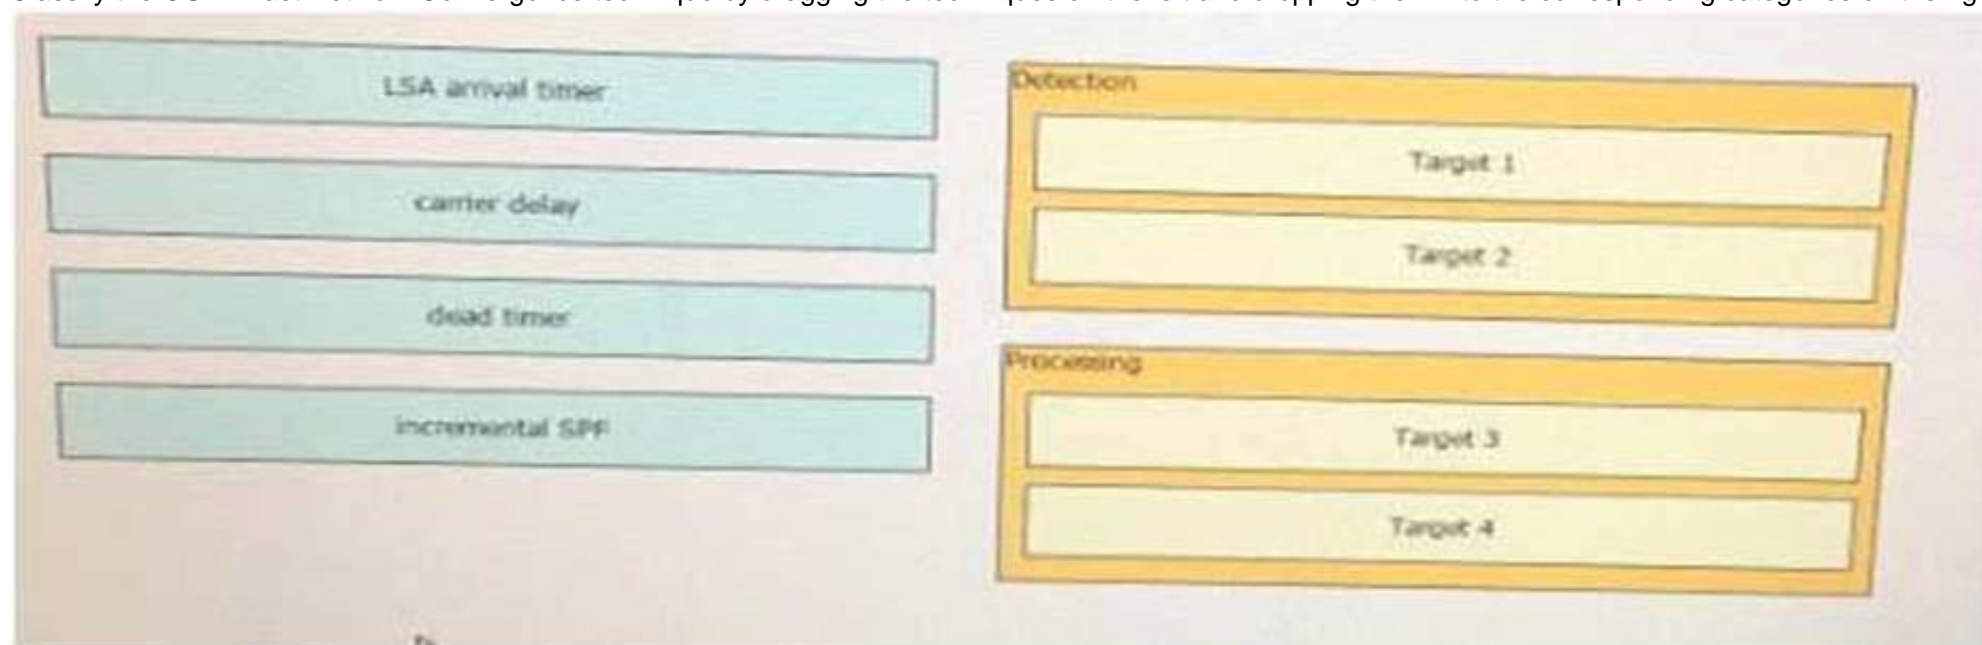 LSA arrival timer
carrier delay
dead timer
incremental SPF
Detection
Target 1
Target 2
Processing
Target 3
Target 4